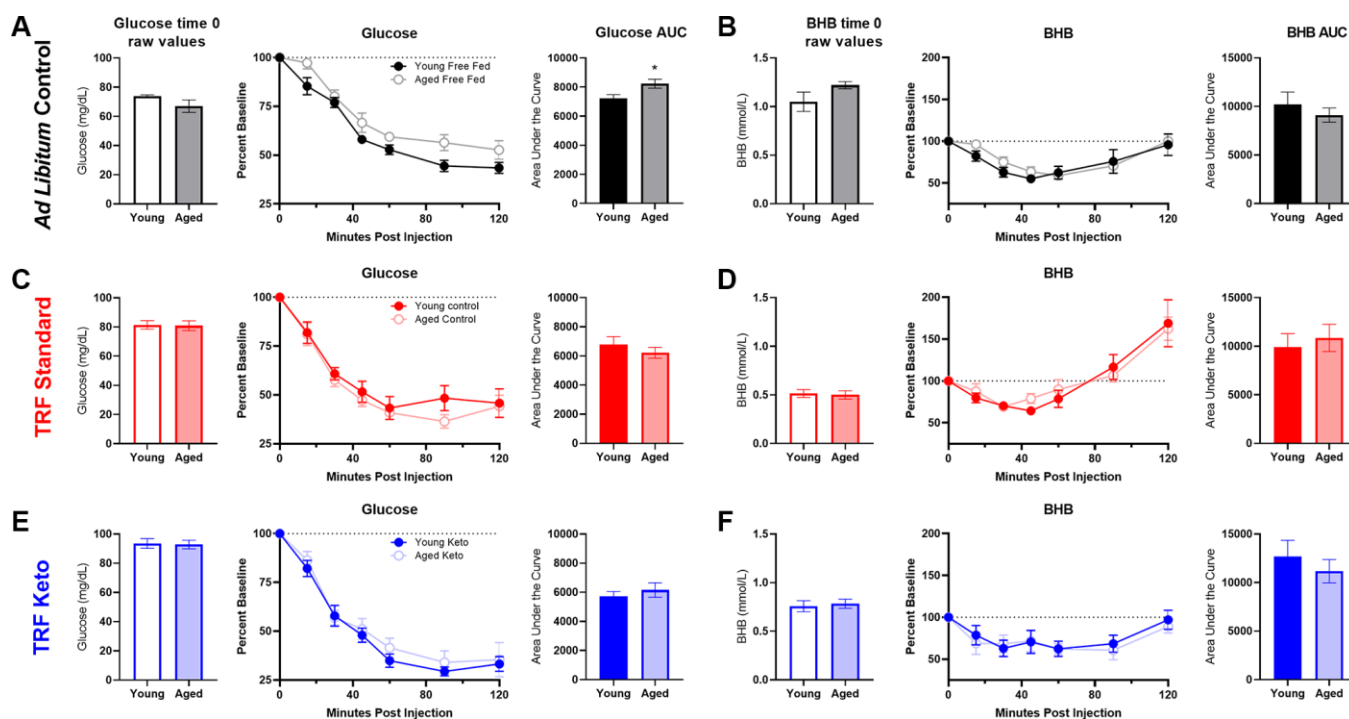 A
Ad Libitum Control
Glucose time 0
raw values
Glucose (mg/dL)
100
80
60
40
20
0
Young Aged
Glucose
Percent Baseline
100
75
50
25
0 40 80 120
Minutes Post Injection
Young Free Fed
Aged Free Fed
Glucose AUC
Area Under the Curve
10000
8000
6000
4000
2000
0
*
Young Aged
B
BHB time 0
raw values
BHB (mmol/L)
1.5
1.0
0.5
0.0
Young Aged
BHB
Percent Baseline
200
150
100
50
0 40 80 120
Minutes Post Injection
BHB AUC
Area Under the Curve
15000
10000
5000
0
Young Aged
C
TRF Standard
Glucose (mg/dL)
100
80
60
40
20
0
Young Aged
Glucose
Percent Baseline
100
75
50
25
0 40 80 120
Minutes Post Injection
Young control
Aged Control
Area Under the Curve
10000
8000
6000
4000
2000
0
Young Aged
D
BHB (mmol/L)
1.5
1.0
0.5
0.0
Young Aged
BHB
Percent Baseline
200
150
100
50
0 40 80 120
Minutes Post Injection
Area Under the Curve
15000
10000
5000
0
Young Aged
E
TRF Keto
Glucose (mg/dL)
100
80
60
40
20
0
Young Aged
Glucose
Percent Baseline
100
75
50
25
0 40 80 120
Minutes Post Injection
Young Keto
Aged Keto
Area Under the Curve
10000
8000
6000
4000
2000
0
Young Aged
F
BHB (mmol/L)
1.5
1.0
0.5
0.0
Young Aged
BHB
Percent Baseline
200
150
100
50
0 40 80 120
Minutes Post Injection
Area Under the Curve
15000
10000
5000
0
Young Aged